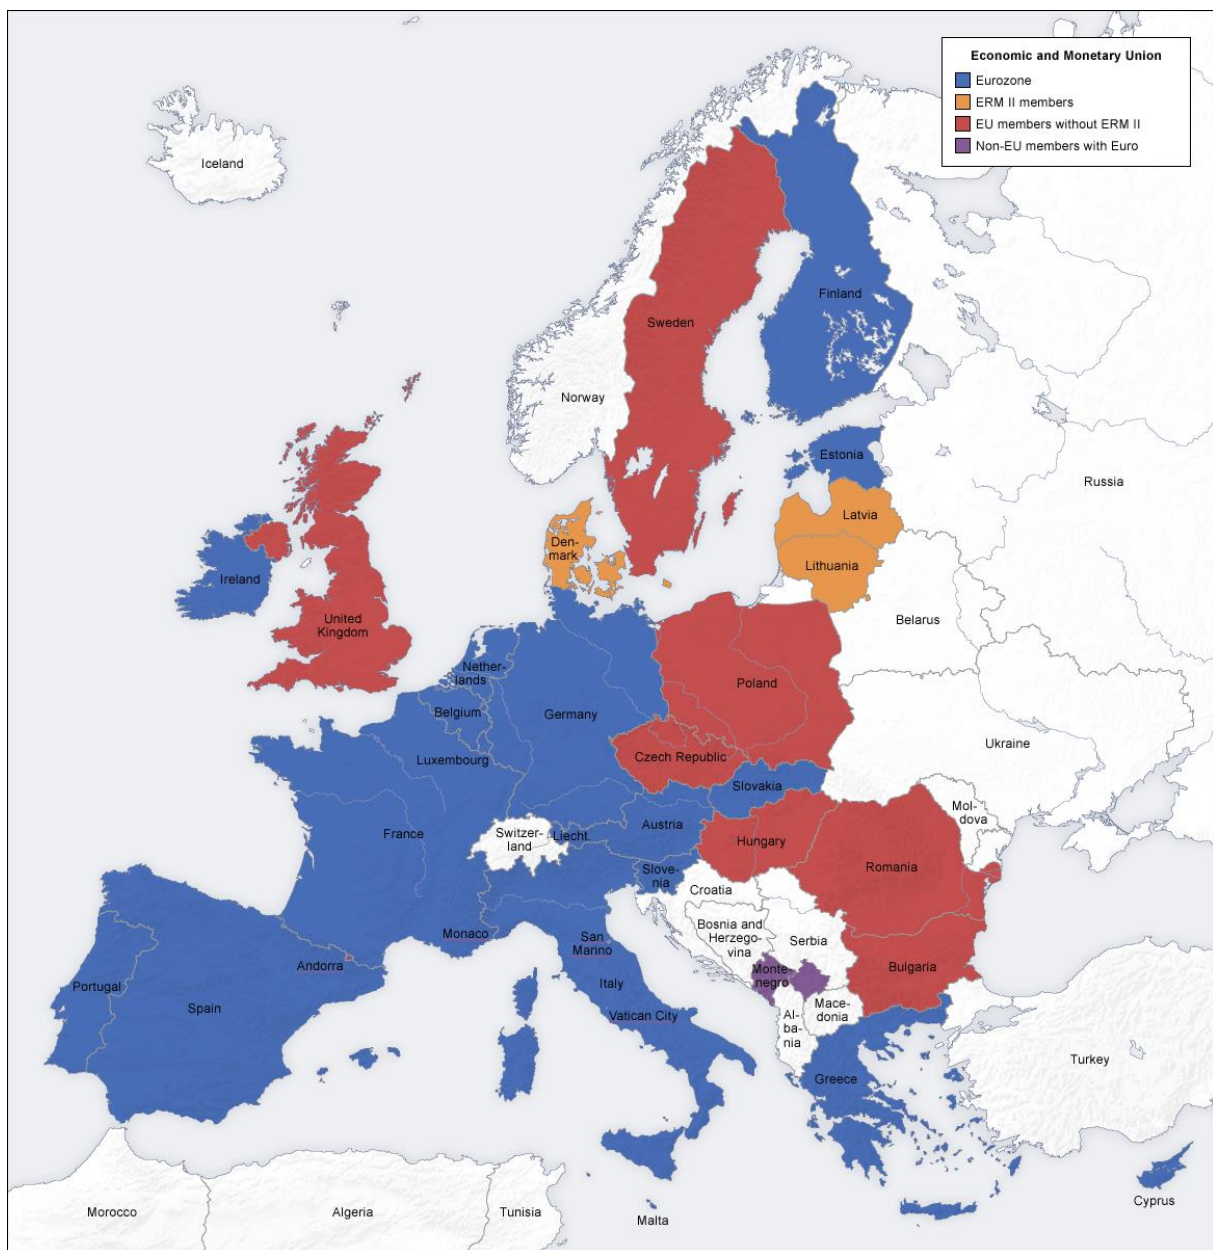 Economic and Monetary Union
Eurozone
ERM II members
EU members without ERM II
Non-EU members with Euro
Iceland
Finland
Sweden
Norway
Estonia
Russia
Latvia
Den-
mark
Lithuania
Ireland
United
Kingdom
Belarus
Nether-
lands
Poland
Belgium
Germany
Ukraine
Czech Republic
Luxembourg
Slovakia
Mol-
dova
France
Austria
Switzer-
land
Liecht.
Hungary
Romania
Slove-
nia
Croatia
Bosnia and
Herzego-
vina
Monaco
San
Marino
Serbia
Andorra
Bulgaria
Monte-
negro
Portugal
Spain
Italy
Mace-
donia
Vatican City
Al-
ba-
nia
Turkey
Greece
Cyprus
Morocco
Algeria
Tunisia
Malta